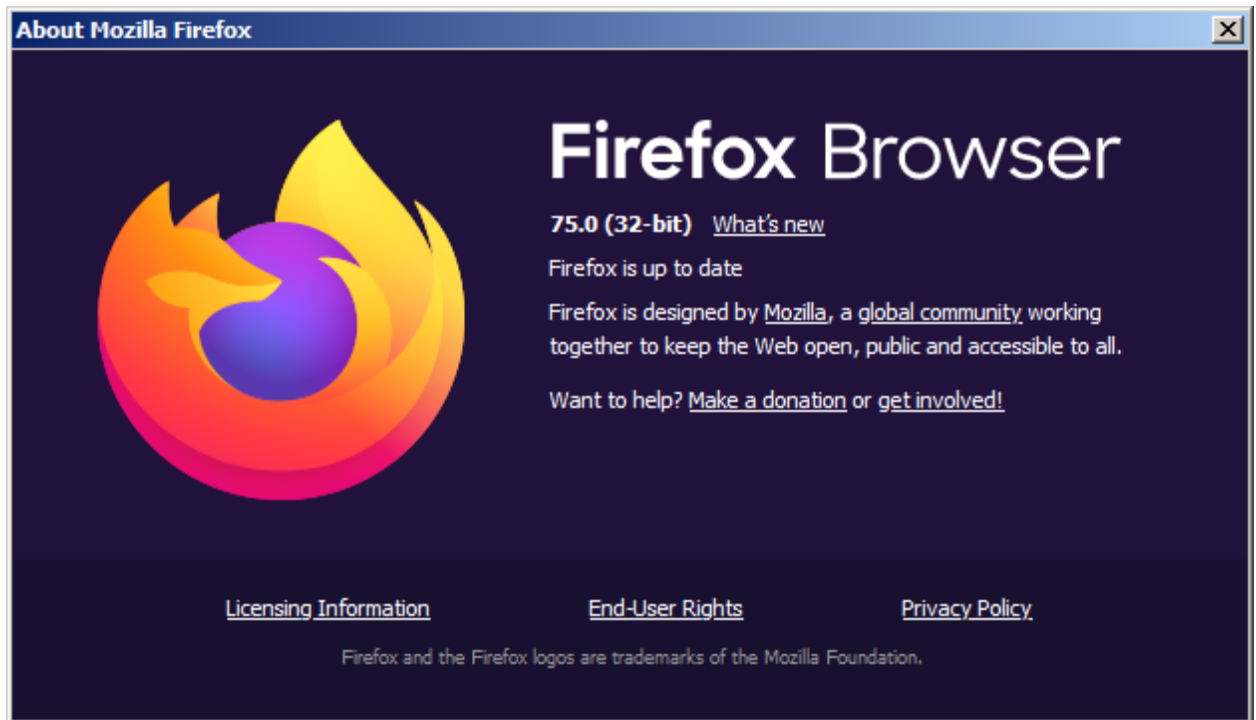 About Mozilla Firefox
Firefox Browser
75.0 (32-bit) What's new
Firefox is up to date
Firefox is designed by Mozilla, a global community working
together to keep the Web open, public and accessible to all.
Want to help? Make a donation or get involved!
Licensing Information End-User Rights Privacy Policy
Firefox and the Firefox logos are trademarks of the Mozilla Foundation.